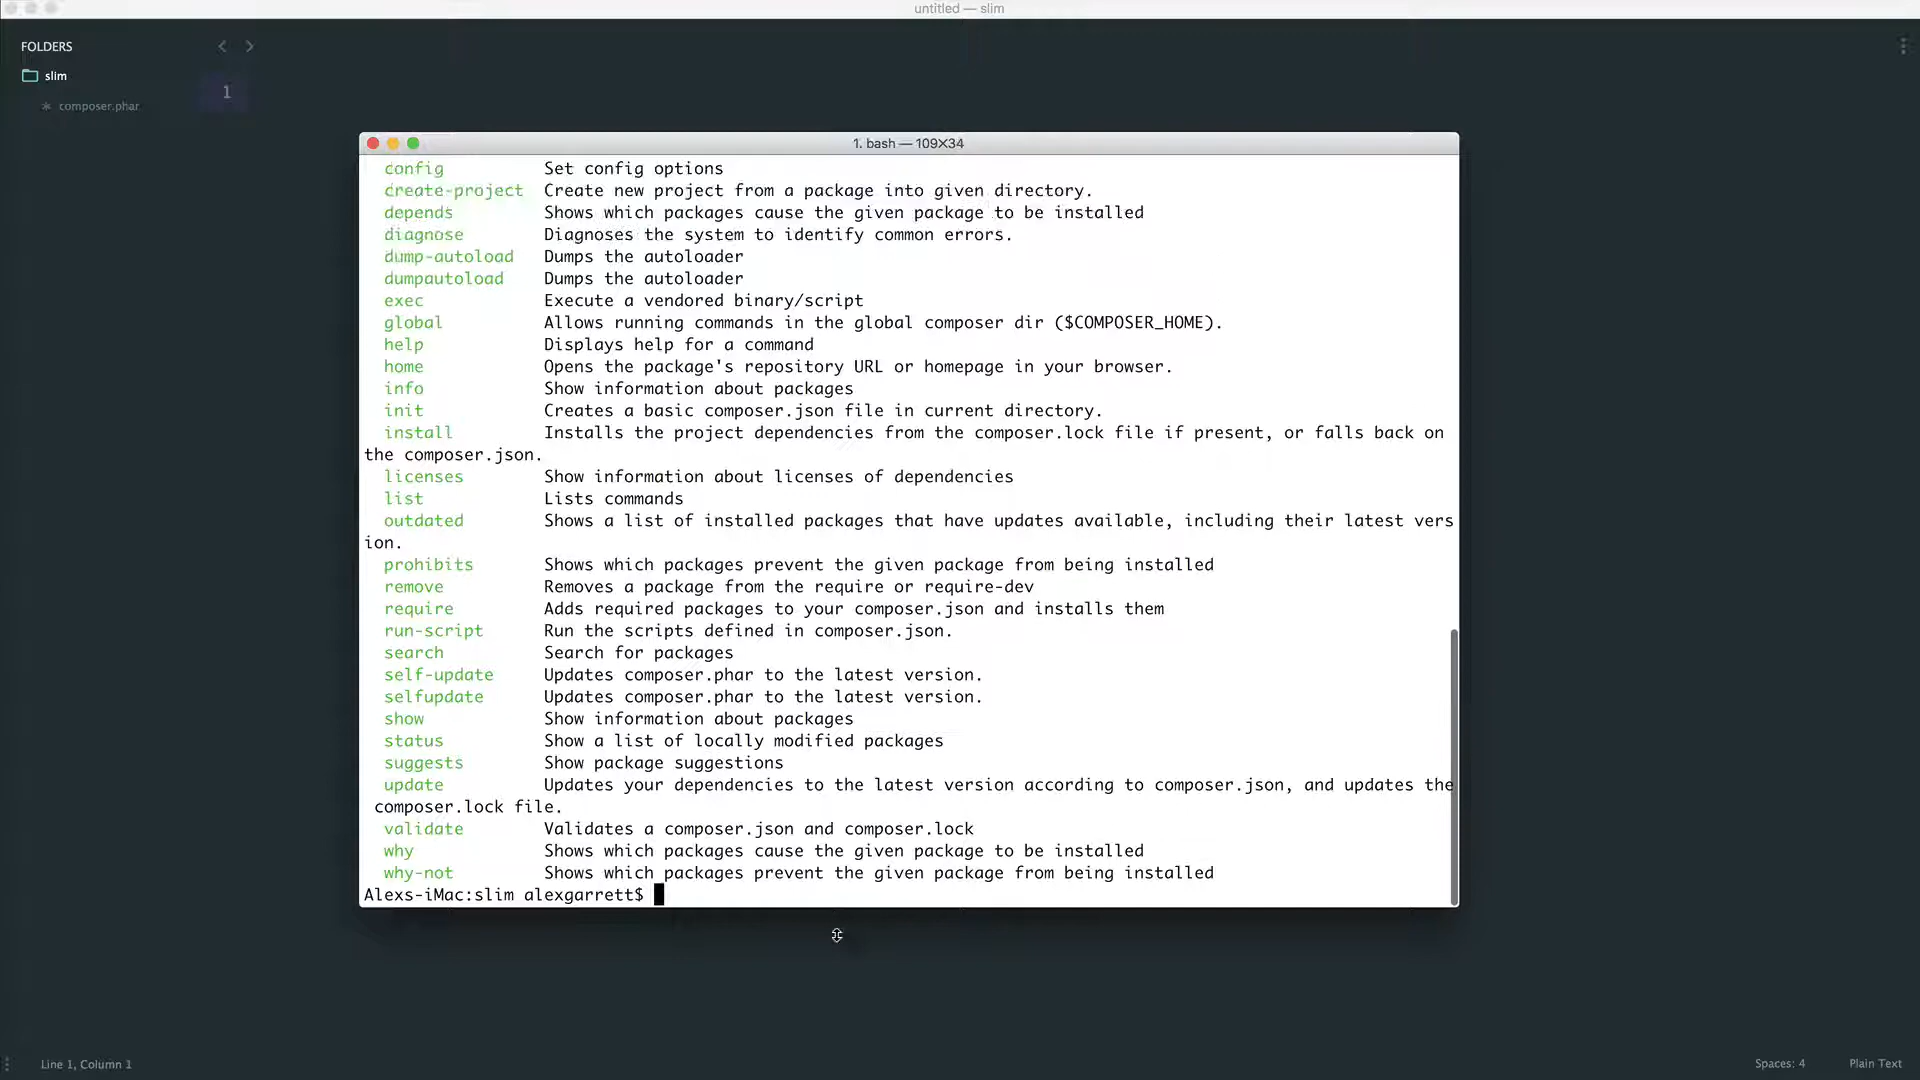 untitled — slim
FOLDERS
slim
composer.phar
1
1. bash — 109×34
config Set config options
create-project Create new project from a package into given directory.
depends Shows which packages cause the given package to be installed
diagnose Diagnoses the system to identify common errors.
dump-autoload Dumps the autoloader
dumpautoload Dumps the autoloader
exec Execute a vendored binary/script
global Allows running commands in the global composer dir ($COMPOSER_HOME).
help Displays help for a command
home Opens the package's repository URL or homepage in your browser.
info Show information about packages
init Creates a basic composer.json file in current directory.
install Installs the project dependencies from the composer.lock file if present, or falls back on
the composer.json.
licenses Show information about licenses of dependencies
list Lists commands
outdated Shows a list of installed packages that have updates available, including their latest vers
ion.
prohibits Shows which packages prevent the given package from being installed
remove Removes a package from the require or require-dev
require Adds required packages to your composer.json and installs them
run-script Run the scripts defined in composer.json.
search Search for packages
self-update Updates composer.phar to the latest version.
selfupdate Updates composer.phar to the latest version.
show Show information about packages
status Show a list of locally modified packages
suggests Show package suggestions
update Updates your dependencies to the latest version according to composer.json, and updates the
composer.lock file.
validate Validates a composer.json and composer.lock
why Shows which packages cause the given package to be installed
why-not Shows which packages prevent the given package from being installed
Alexs-iMac:slim alexgarrett$
Line 1, Column 1
Spaces: 4
Plain Text